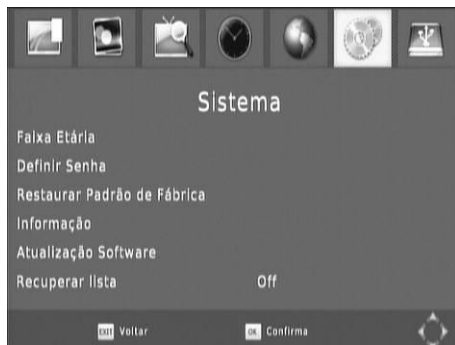 Sistema
Faixa Etária
Definir Senha
Restaurar Padrão de Fábrica
Informação
Atualização Software
Recuperar lista Off
EXIT Voltar OK Confirma